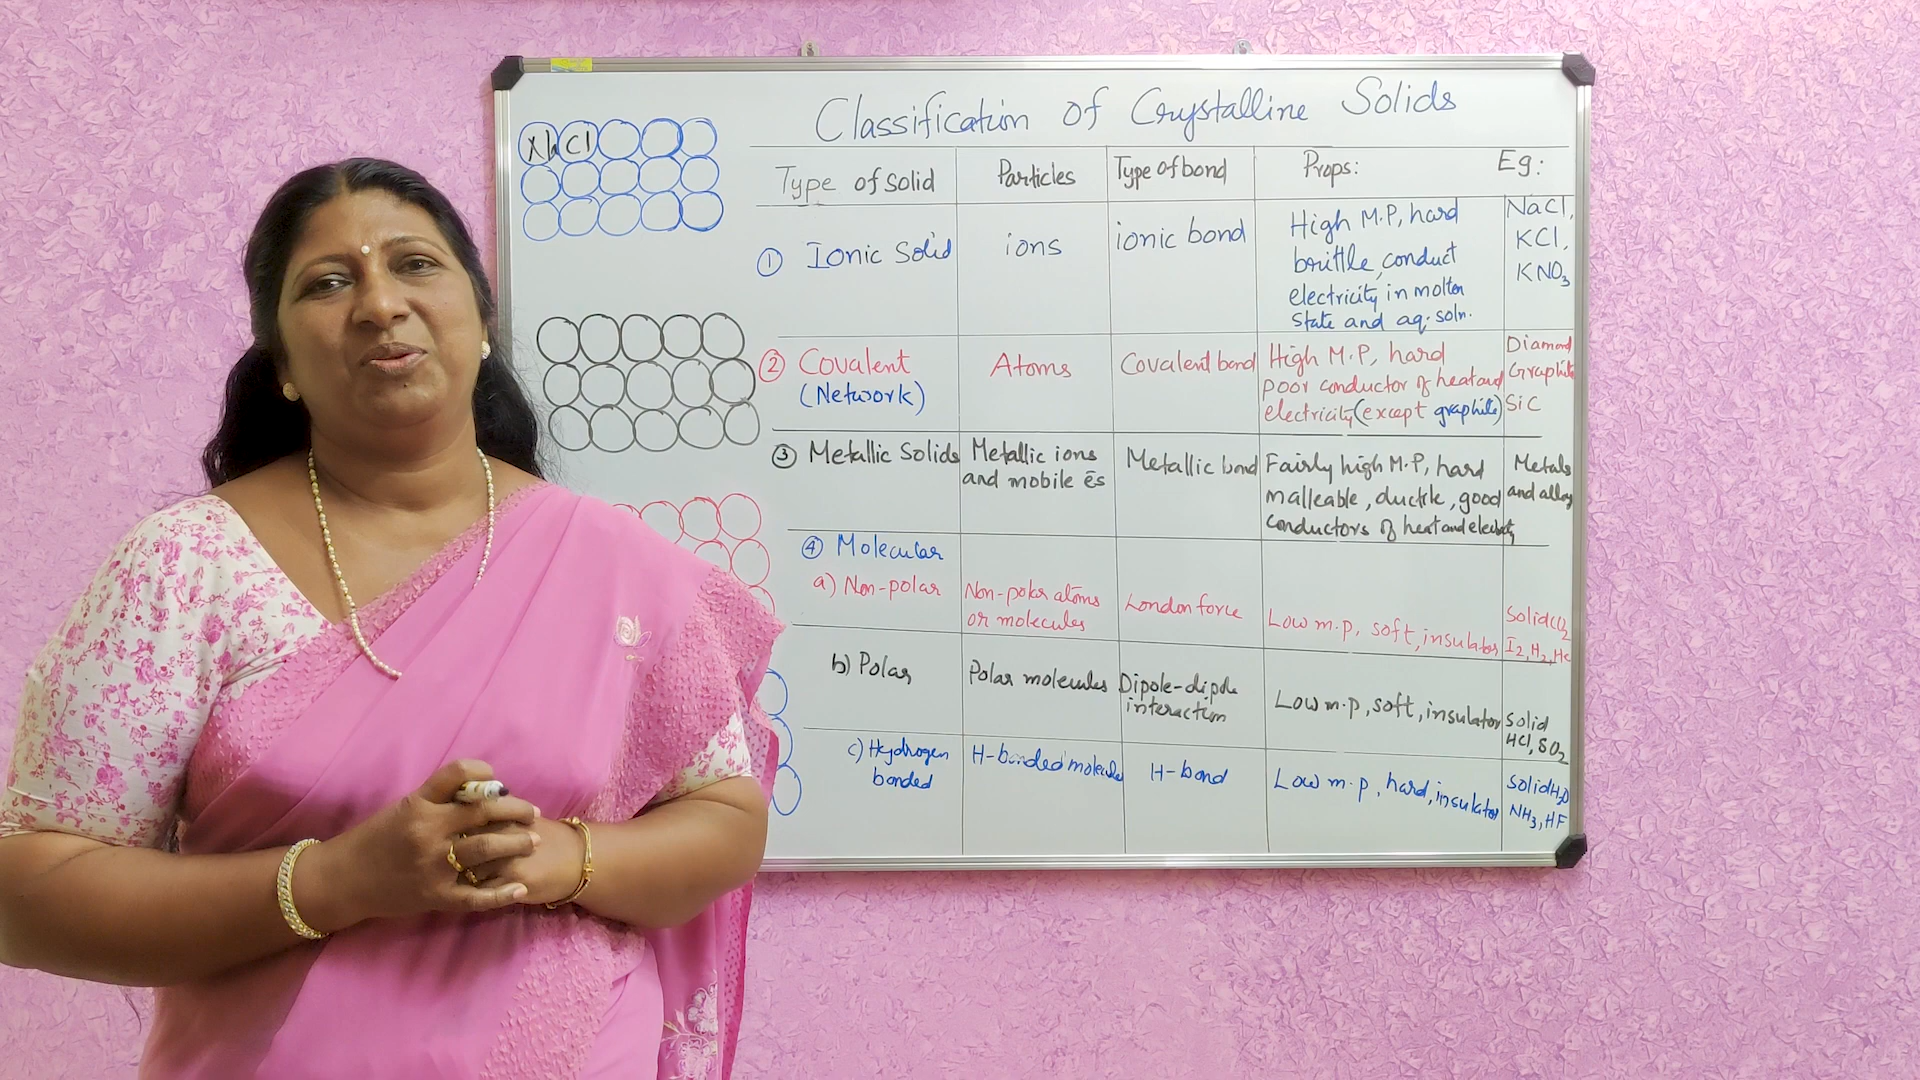 Classification of Crystalline Solids
Type of solid Particles Type of bond Props: Eg:
① Ionic Solid
ions
ionic bond
High M.P, hard
brittle, conduct
electricity in molten
state and aq. soln.
NaCl,
KCl,
KNO3
② Covalent
(Network)
Atoms
Covalent bond
High M.P, hard
poor conductor of heat and
electricity (except graphite)
Diamond
Graphite
SiC
③ Metallic Solids
Metallic ions
and mobile ēs
Metallic bond
Fairly high M.P, hard
malleable, ductile, good
conductors of heat and
Metals
and alloy
④ Molecular
a) Non-polar
Non-polar atoms
or molecules
London force
Low m.p, soft, insulator
Solid CO2
I2, H2, He
b) Polar
Polar molecules
Dipole-dipole
interaction
Low m.p, soft, insulator
Solid
HCl, SO2
c) Hydrogen
bonded
H-bonded molecules
H-bond
Low m.p, hard, insulator
Solid H2O
NH3, HF
Cl